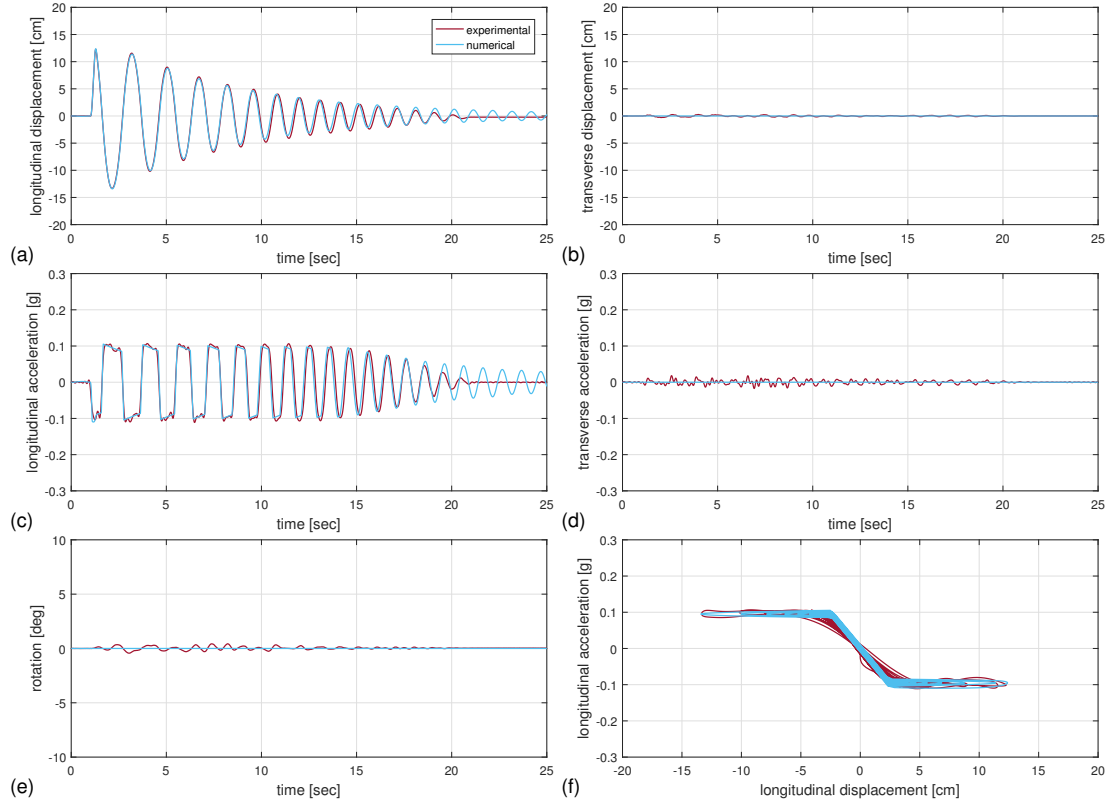 longitudinal displacement [cm]
20
15
10
5
0
-5
-10
-15
-20
experimental
numerical
0 5 10 15 20 25
(a)
time [sec]
transverse displacement [cm]
20
15
10
5
0
-5
-10
-15
-20
0 5 10 15 20 25
(b)
time [sec]
longitudinal acceleration [g]
0.3
0.2
0.1
0
-0.1
-0.2
-0.3
0 5 10 15 20 25
(c)
time [sec]
transverse acceleration [g]
0.3
0.2
0.1
0
-0.1
-0.2
-0.3
0 5 10 15 20 25
(d)
time [sec]
rotation [deg]
10
5
0
-5
-10
0 5 10 15 20 25
(e)
time [sec]
longitudinal acceleration [g]
0.3
0.2
0.1
0
-0.1
-0.2
-0.3
-20 -15 -10 -5 0 5 10 15 20
(f)
longitudinal displacement [cm]